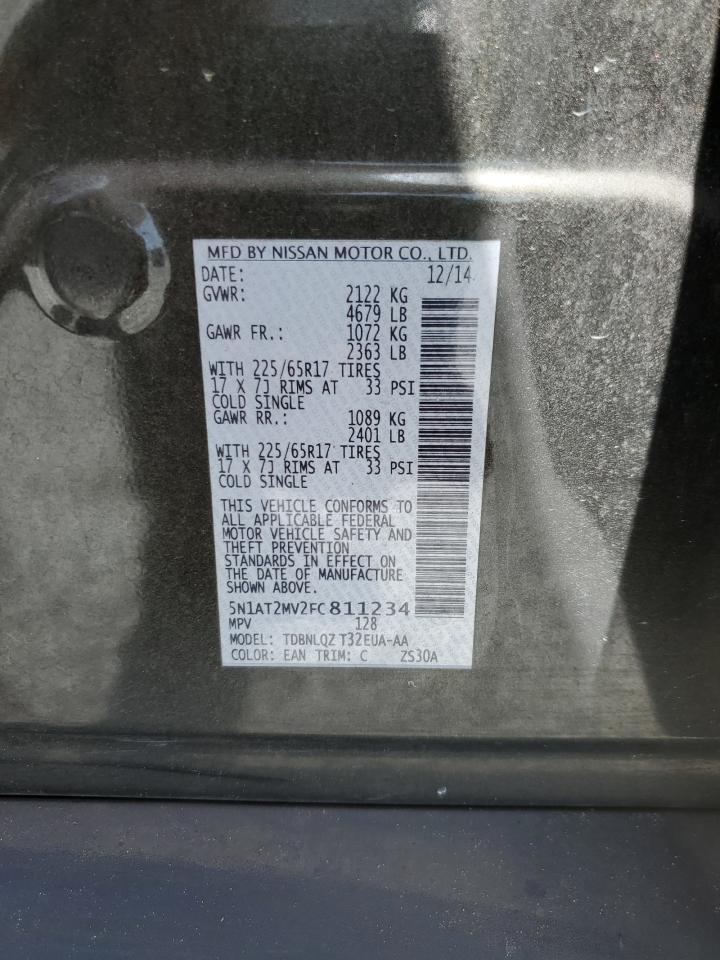 MFD BY NISSAN MOTOR CO., LTD.
DATE: 12/14
GVWR: 2122 KG
4679 LB
GAWR FR.: 1072 KG
2363 LB
WITH 225/65R17 TIRES
17 X 7J RIMS AT 33 PSI
COLD SINGLE
GAWR RR.: 1089 KG
2401 LB
WITH 225/65R17 TIRES
17 X 7J RIMS AT 33 PSI
COLD SINGLE
THIS VEHICLE CONFORMS TO
ALL APPLICABLE FEDERAL
MOTOR VEHICLE SAFETY AND
THEFT PREVENTION
STANDARDS IN EFFECT ON
THE DATE OF MANUFACTURE
SHOWN ABOVE.
5N1AT2MV2FC811234
MPV 128
MODEL: TDBNLQZ T32EUA-AA
COLOR: EAN TRIM: C ZS30A